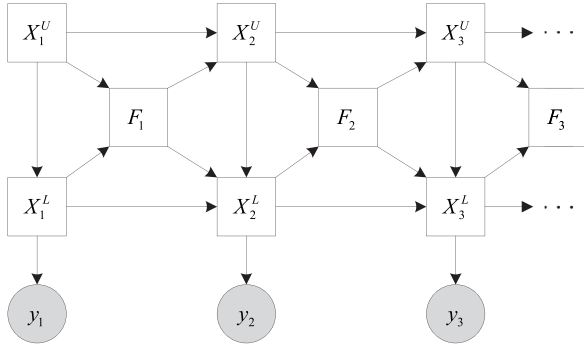 X_1^U X_2^U X_3^U ...
F_1 F_2 F_3
X_1^L X_2^L X_3^L ...
y_1 y_2 y_3